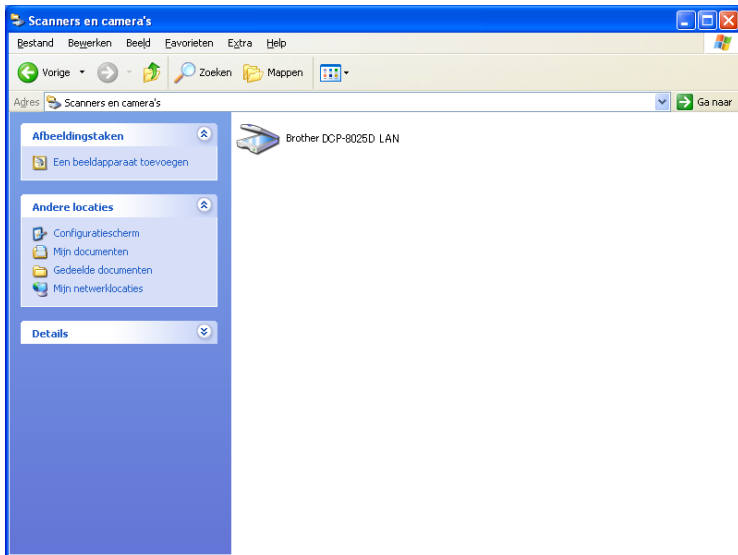 Scanners en camera's
Bestand Bewerken Beeld Favorieten Extra Help
Vorige Zoeken Mappen
Adres Scanners en camera's Ga naar
Afbeeldingstaken
Een beeldapparaat toevoegen
Andere locaties
Configuratiescherm
Mijn documenten
Gedeelde documenten
Mijn netwerklocaties
Details
Brother DCP-8025D LAN